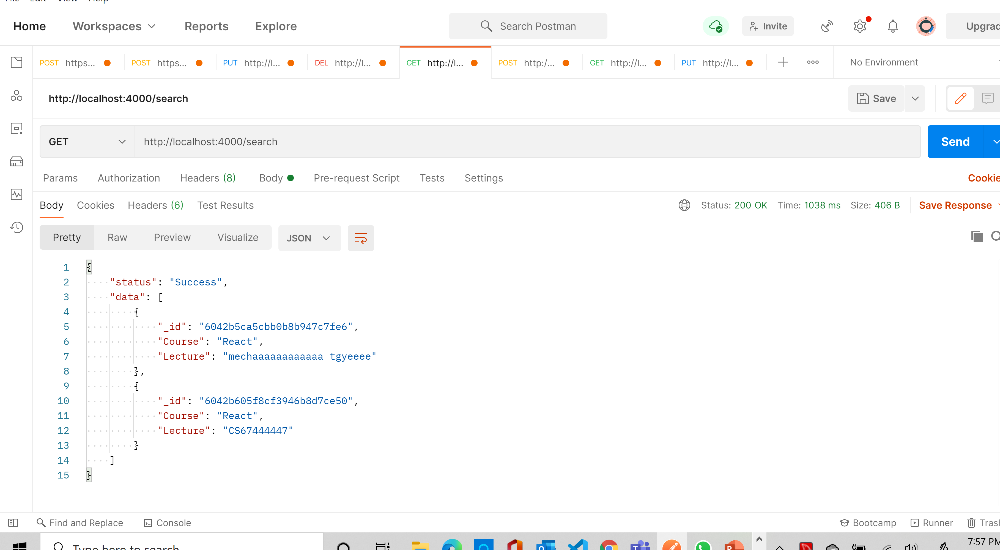 File Edit View Help
Home Workspaces Reports Explore Search Postman Invite
POST https... POST https... PUT http://l... DEL http://l... GET http://l... POST http:/... GET http://l... PUT http://l... No Environment
http://localhost:4000/search Save
GET http://localhost:4000/search Send
Params Authorization Headers (8) Body Pre-request Script Tests Settings
Body Cookies Headers (6) Test Results Status: 200 OK Time: 1038 ms Size: 406 B Save Response
Pretty Raw Preview Visualize JSON
1 {
2 "status": "Success",
3 "data": [
4 {
5 "_id": "6042b5ca5cbb0b8b947c7fe6",
6 "Course": "React",
7 "Lecture": "mechaaaaaaaaaaaa tgyeeee"
8 },
9 {
10 "_id": "6042b605f8cf3946b8d7ce50",
11 "Course": "React",
12 "Lecture": "CS67444447"
13 }
14 ]
15 }
Find and Replace Console Bootcamp Runner
Type here to search 7:57 PM